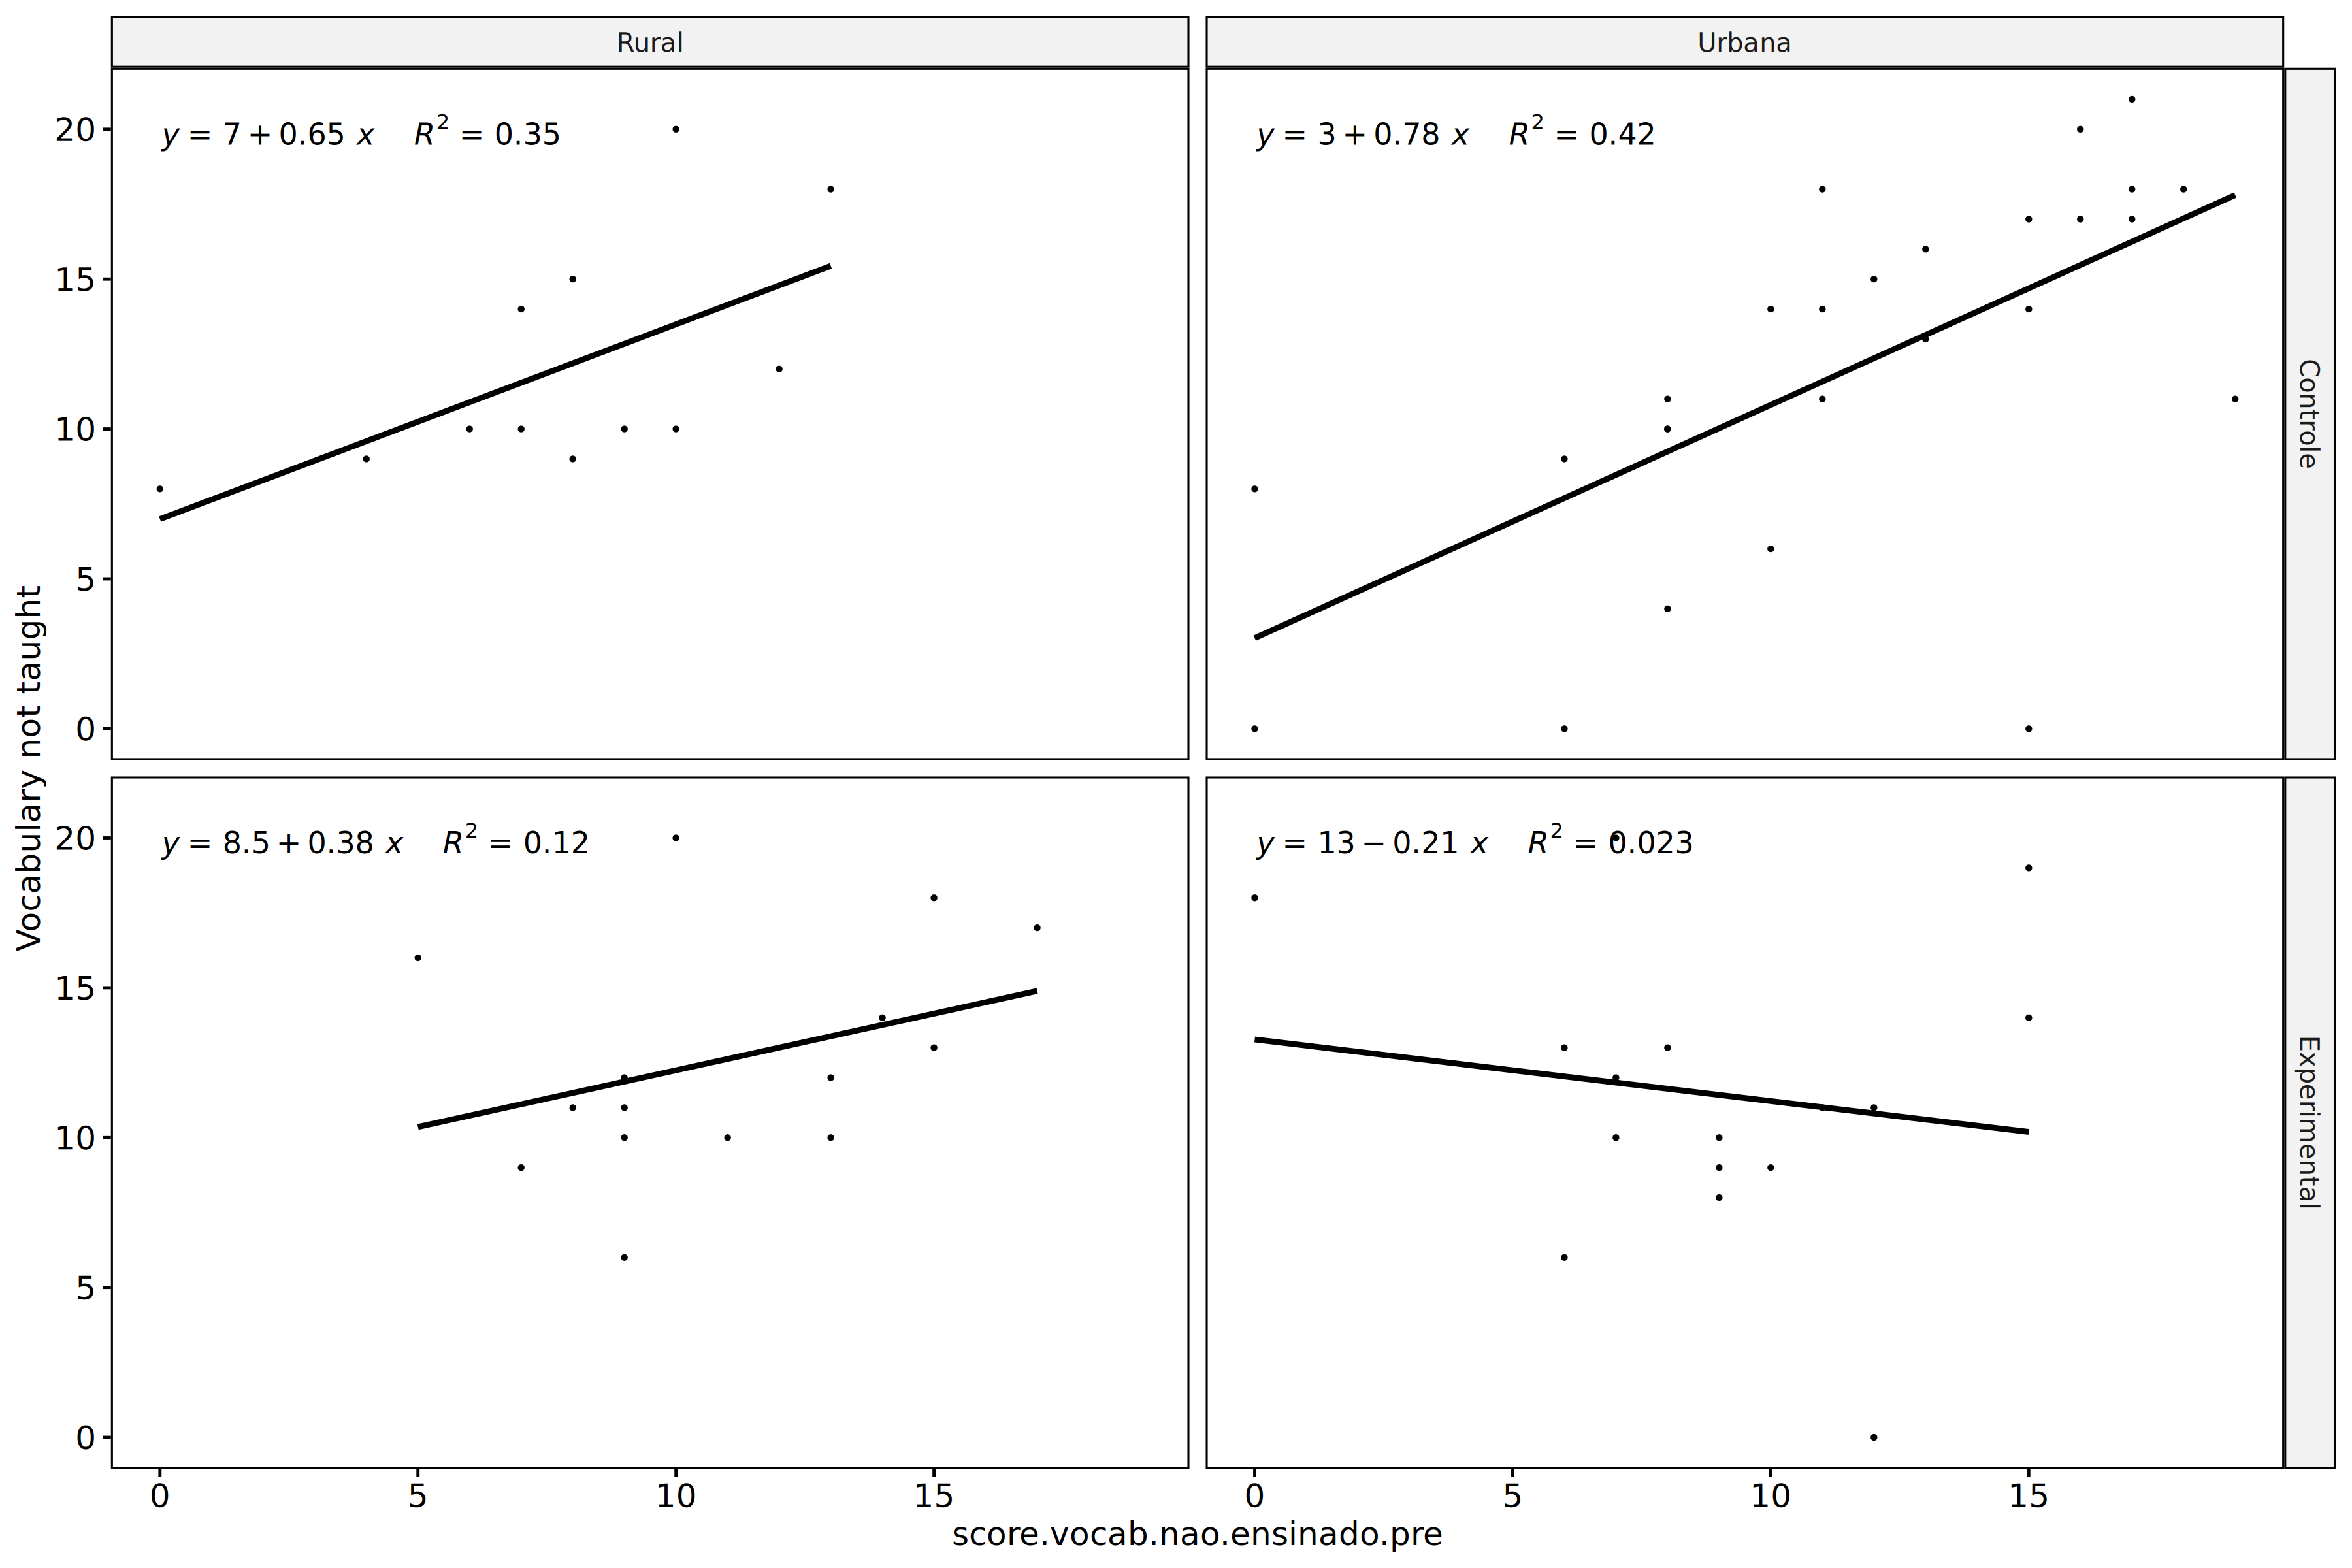 Rural
Urbana
y = 7 + 0.65 x R² = 0.35
y = 3 + 0.78 x R² = 0.42
20
15
10
5
0
Controle
Vocabulary not taught
y = 8.5 + 0.38 x R² = 0.12
y = 13 − 0.21 x R² = 0.023
20
15
10
5
0
Experimental
0 5 10 15
0 5 10 15
score.vocab.nao.ensinado.pre